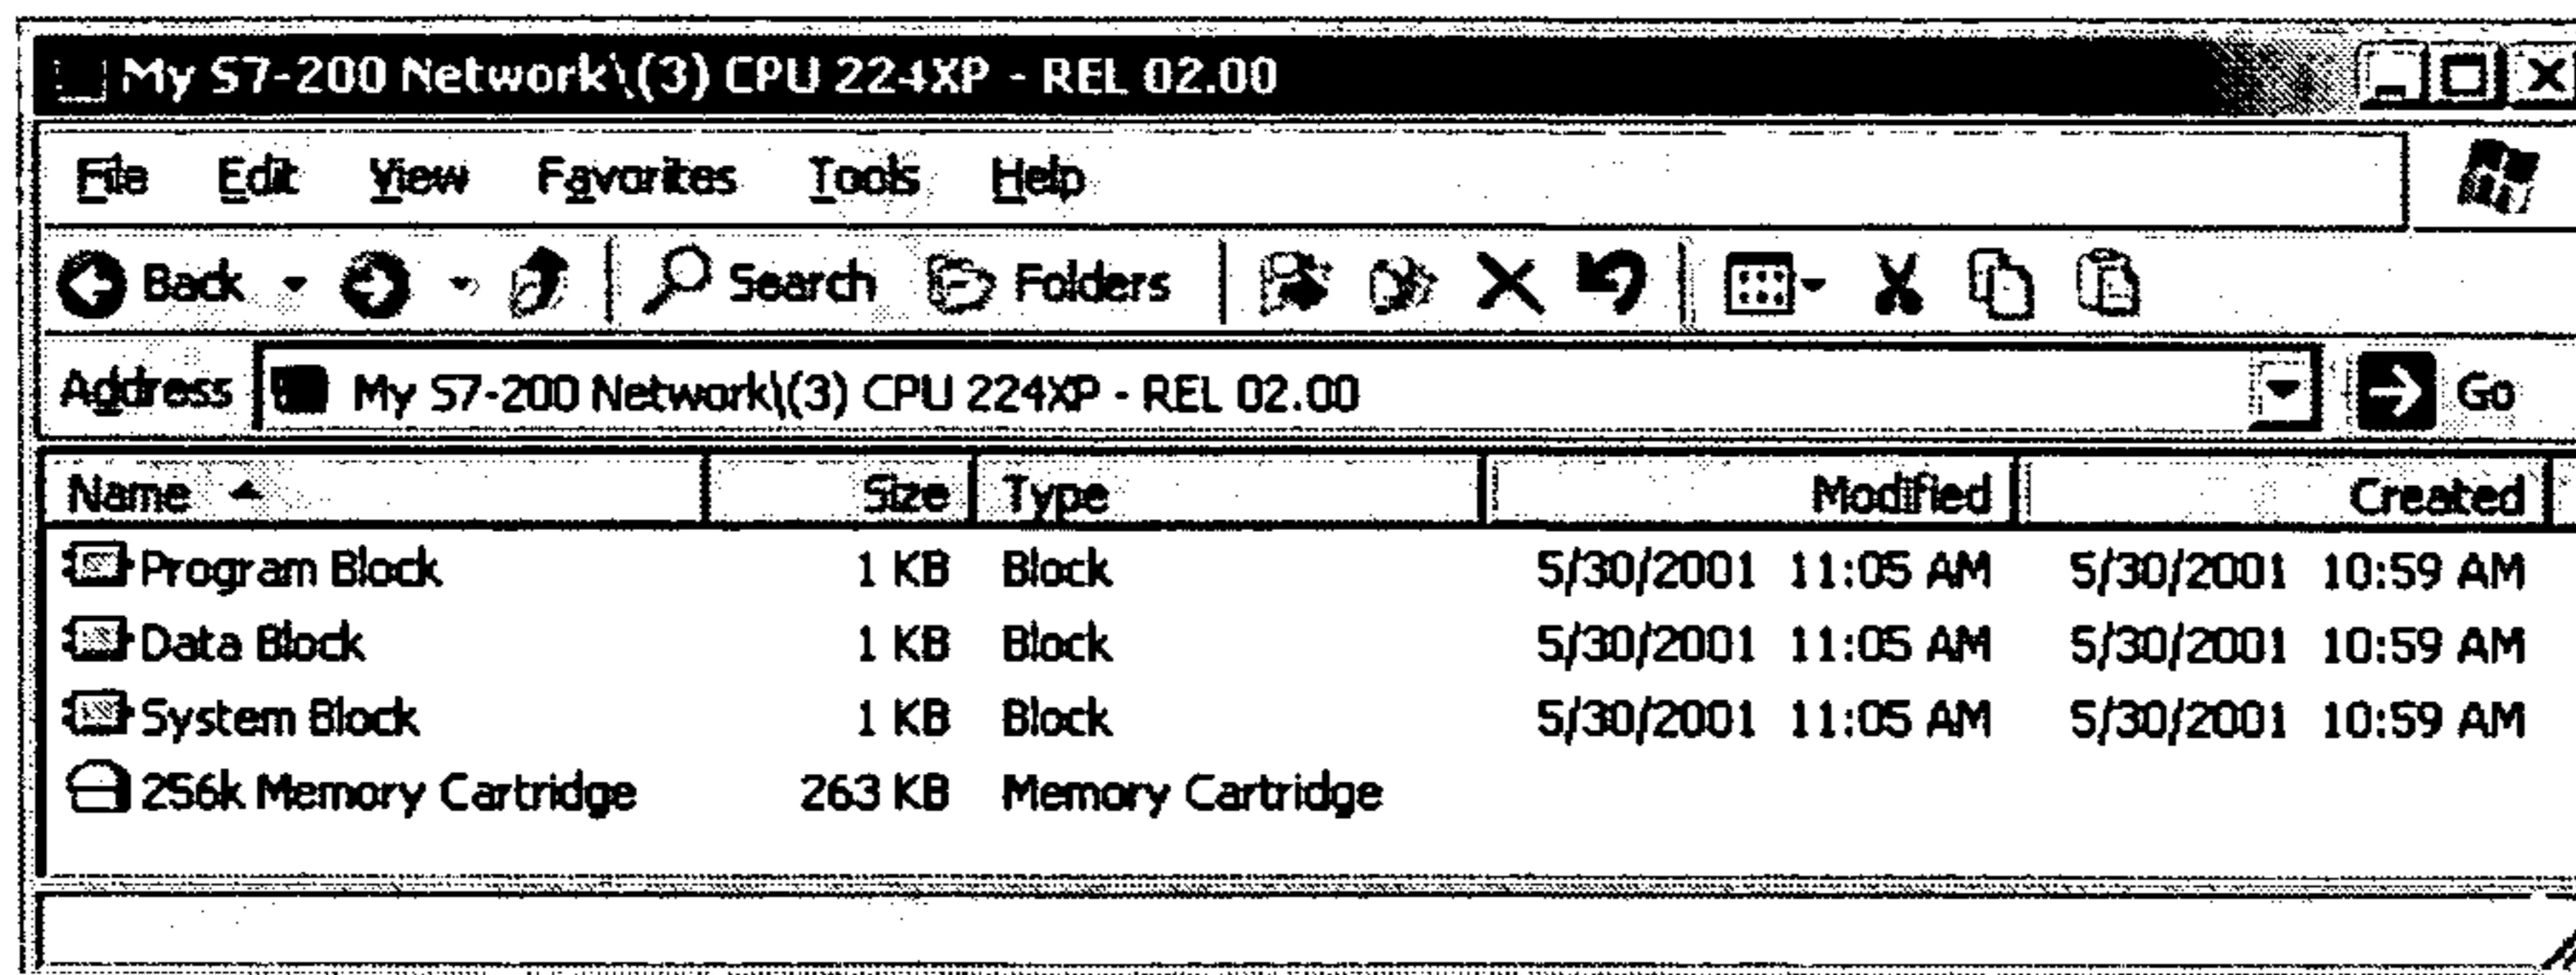 My S7-200 Network\(3) CPU 224XP - REL 02.00
File Edit View Favorites Tools Help
Back Search Folders
Address My S7-200 Network\(3) CPU 224XP - REL 02.00 Go
Name Size Type Modified Created
Program Block 1 KB Block 5/30/2001 11:05 AM 5/30/2001 10:59 AM
Data Block 1 KB Block 5/30/2001 11:05 AM 5/30/2001 10:59 AM
System Block 1 KB Block 5/30/2001 11:05 AM 5/30/2001 10:59 AM
256k Memory Cartridge 263 KB Memory Cartridge